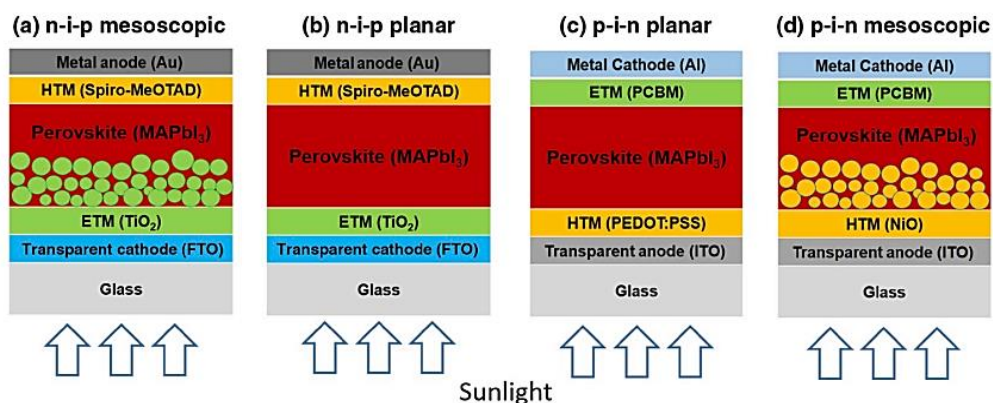 (a) n-i-p mesoscopic
Metal anode (Au)
HTM (Spiro-MeOTAD)
Perovskite (MAPbI₃)
ETM (TiO₂)
Transparent cathode (FTO)
Glass
(b) n-i-p planar
Metal anode (Au)
HTM (Spiro-MeOTAD)
Perovskite (MAPbI₃)
ETM (TiO₂)
Transparent cathode (FTO)
Glass
(c) p-i-n planar
Metal Cathode (Al)
ETM (PCBM)
Perovskite (MAPbI₃)
HTM (PEDOT:PSS)
Transparent anode (ITO)
Glass
(d) p-i-n mesoscopic
Metal Cathode (Al)
ETM (PCBM)
Perovskite (MAPbI₃)
HTM (NiO)
Transparent anode (ITO)
Glass
Sunlight